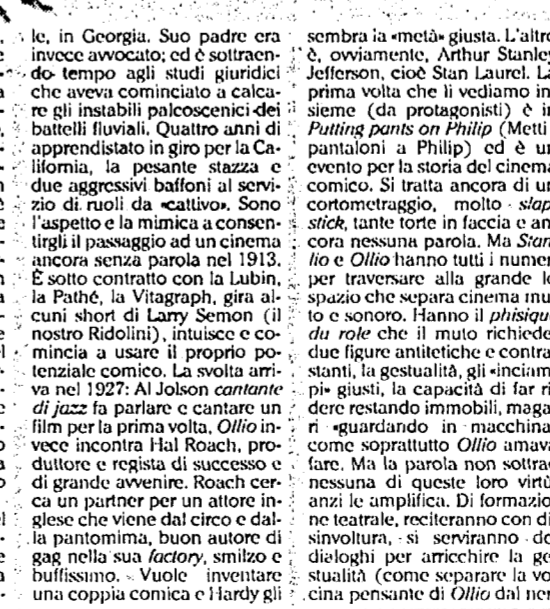 le, in Georgia. Suo padre era
invece avvocato; ed è sottraen-
do tempo agli studi giuridici
che aveva cominciato a calca-
re gli instabili palcoscenici dei
battelli fluviali. Quattro anni di
apprendistato in giro per la Ca-
lifornia, la pesante stazza e
due aggressivi baffoni al servi-
zio di ruoli da «cattivo». Sono
l'aspetto e la mimica a consen-
tirgli il passaggio ad un cinema
ancora senza parola nel 1913.
È sotto contratto con la Lubin,
la Pathé, la Vitagraph, gira al-
cuni short di Larry Semon (il
nostro Ridolini), intuisce e co-
mincia a usare il proprio po-
tenziale comico. La svolta arri-
va nel 1927: Al Jolson cantante
di jazz fa parlare e cantare un
film per la prima volta, Ollio in-
vece incontra Hal Roach, pro-
duttore e regista di successo e
di grande avvenire. Roach cer-
ca un partner per un attore in-
glese che viene dal circo e dal-
la pantomima, buon autore di
gag nella sua factory, smilzo e
buffissimo. Vuole inventare
una coppia comica e Hardy gli
sembra la «metà» giusta. L'altro
è, ovviamente, Arthur Stanley
Jefferson, cioè Stan Laurel. La
prima volta che li vediamo in
sieme (da protagonisti) è in
Putting pants on Philip (Metti
pantaloni a Philip) ed è un
evento per la storia del cinema
comico. Si tratta ancora di un
cortometraggio, molto slap
stick, tante torte in faccia e an
cora nessuna parola. Ma Stan
lio e Ollio hanno tutti i numer
per traversare alla grande lo
spazio che separa cinema mu
to e sonoro. Hanno il phisique
du role che il muto richiede
due figure antitetiche e contra
stanti, la gestualità, gli «inciam
pi» giusti, la capacità di far ri
dere restando immobili, maga
ri «guardando in macchina
come soprattutto Ollio amava
fare. Ma la parola non sottrae
nessuna di queste loro virtù
anzi le amplifica. Di formazio
ne teatrale, reciteranno con di
sinvoltura, si serviranno de
dialoghi per arricchire la ge
stualità (come separare la vo
cina pensante di Ollio dal ner